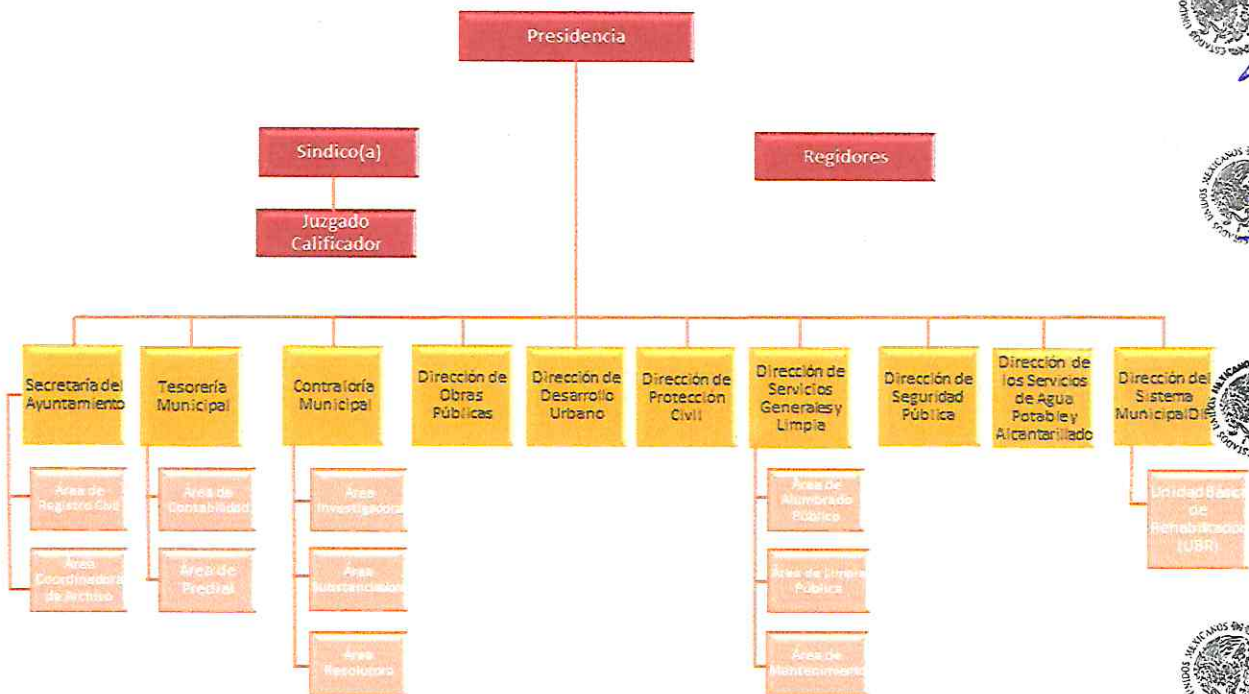 Presidencia
Sindico(a)
Regidores
Juzgado
Calificador
Secretaría del
Ayuntamiento
Tesorería
Municipal
Contraloría
Municipal
Dirección de
Obras
Públicas
Dirección de
Desarrollo
Urbano
Dirección de
Protección
Civil
Dirección de
Servicios
Generales y
Limpia
Dirección de
Seguridad
Pública
Dirección de
los Servicios
de Agua
Potable y
Alcantarillado
Dirección del
Sistema
Municipal DIF
Área de
Registro Civil
Área
Coordinadora
de Archivo
Área de
Contabilidad
Área de
Predial
Área
Investigadora
Área
Substanciadora
Área
Resolutora
Área de
Alumbrado
Público
Área de Limpia
Pública
Área de
Mantenimiento
Unidad Básica
de
Rehabilitación
(UBR)